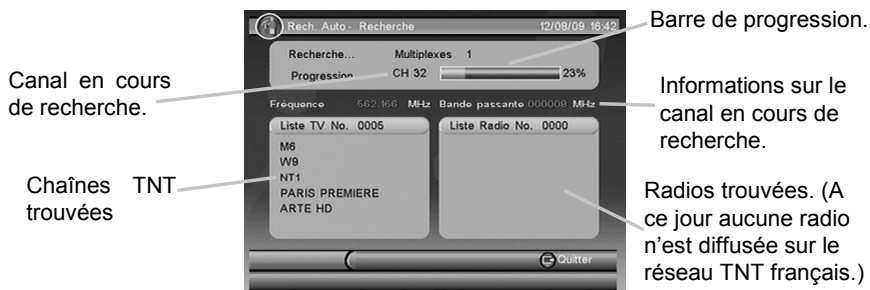 Rech. Auto - Recherche 12/08/09 16:42
Barre de progression.
Recherche... Multiplexes 1
Progression CH 32 23%
Canal en cours
de recherche.
Informations sur le
canal en cours de
recherche.
Fréquence 562.166 MHz Bande passante 000008 MHz
Liste TV No. 0005
M6
W9
NT1
PARIS PREMIERE
ARTE HD
Liste Radio No. 0000
Chaînes TNT
trouvées
Radios trouvées. (A
ce jour aucune radio
n'est diffusée sur le
réseau TNT français.)
Quitter